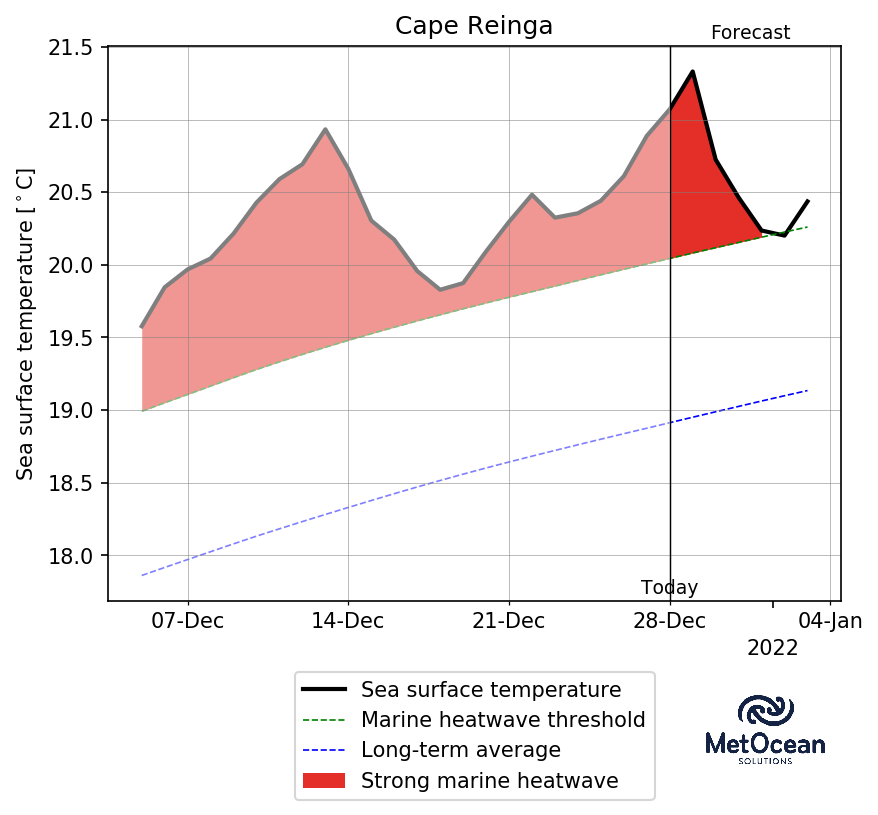 Cape Reinga
Forecast
21.5
21.0
20.5
20.0
19.5
19.0
18.5
18.0
Sea surface temperature [°C]
Today
07-Dec 14-Dec 21-Dec 28-Dec 04-Jan
2022
Sea surface temperature
Marine heatwave threshold
Long-term average
Strong marine heatwave
MetOcean
SOLUTIONS